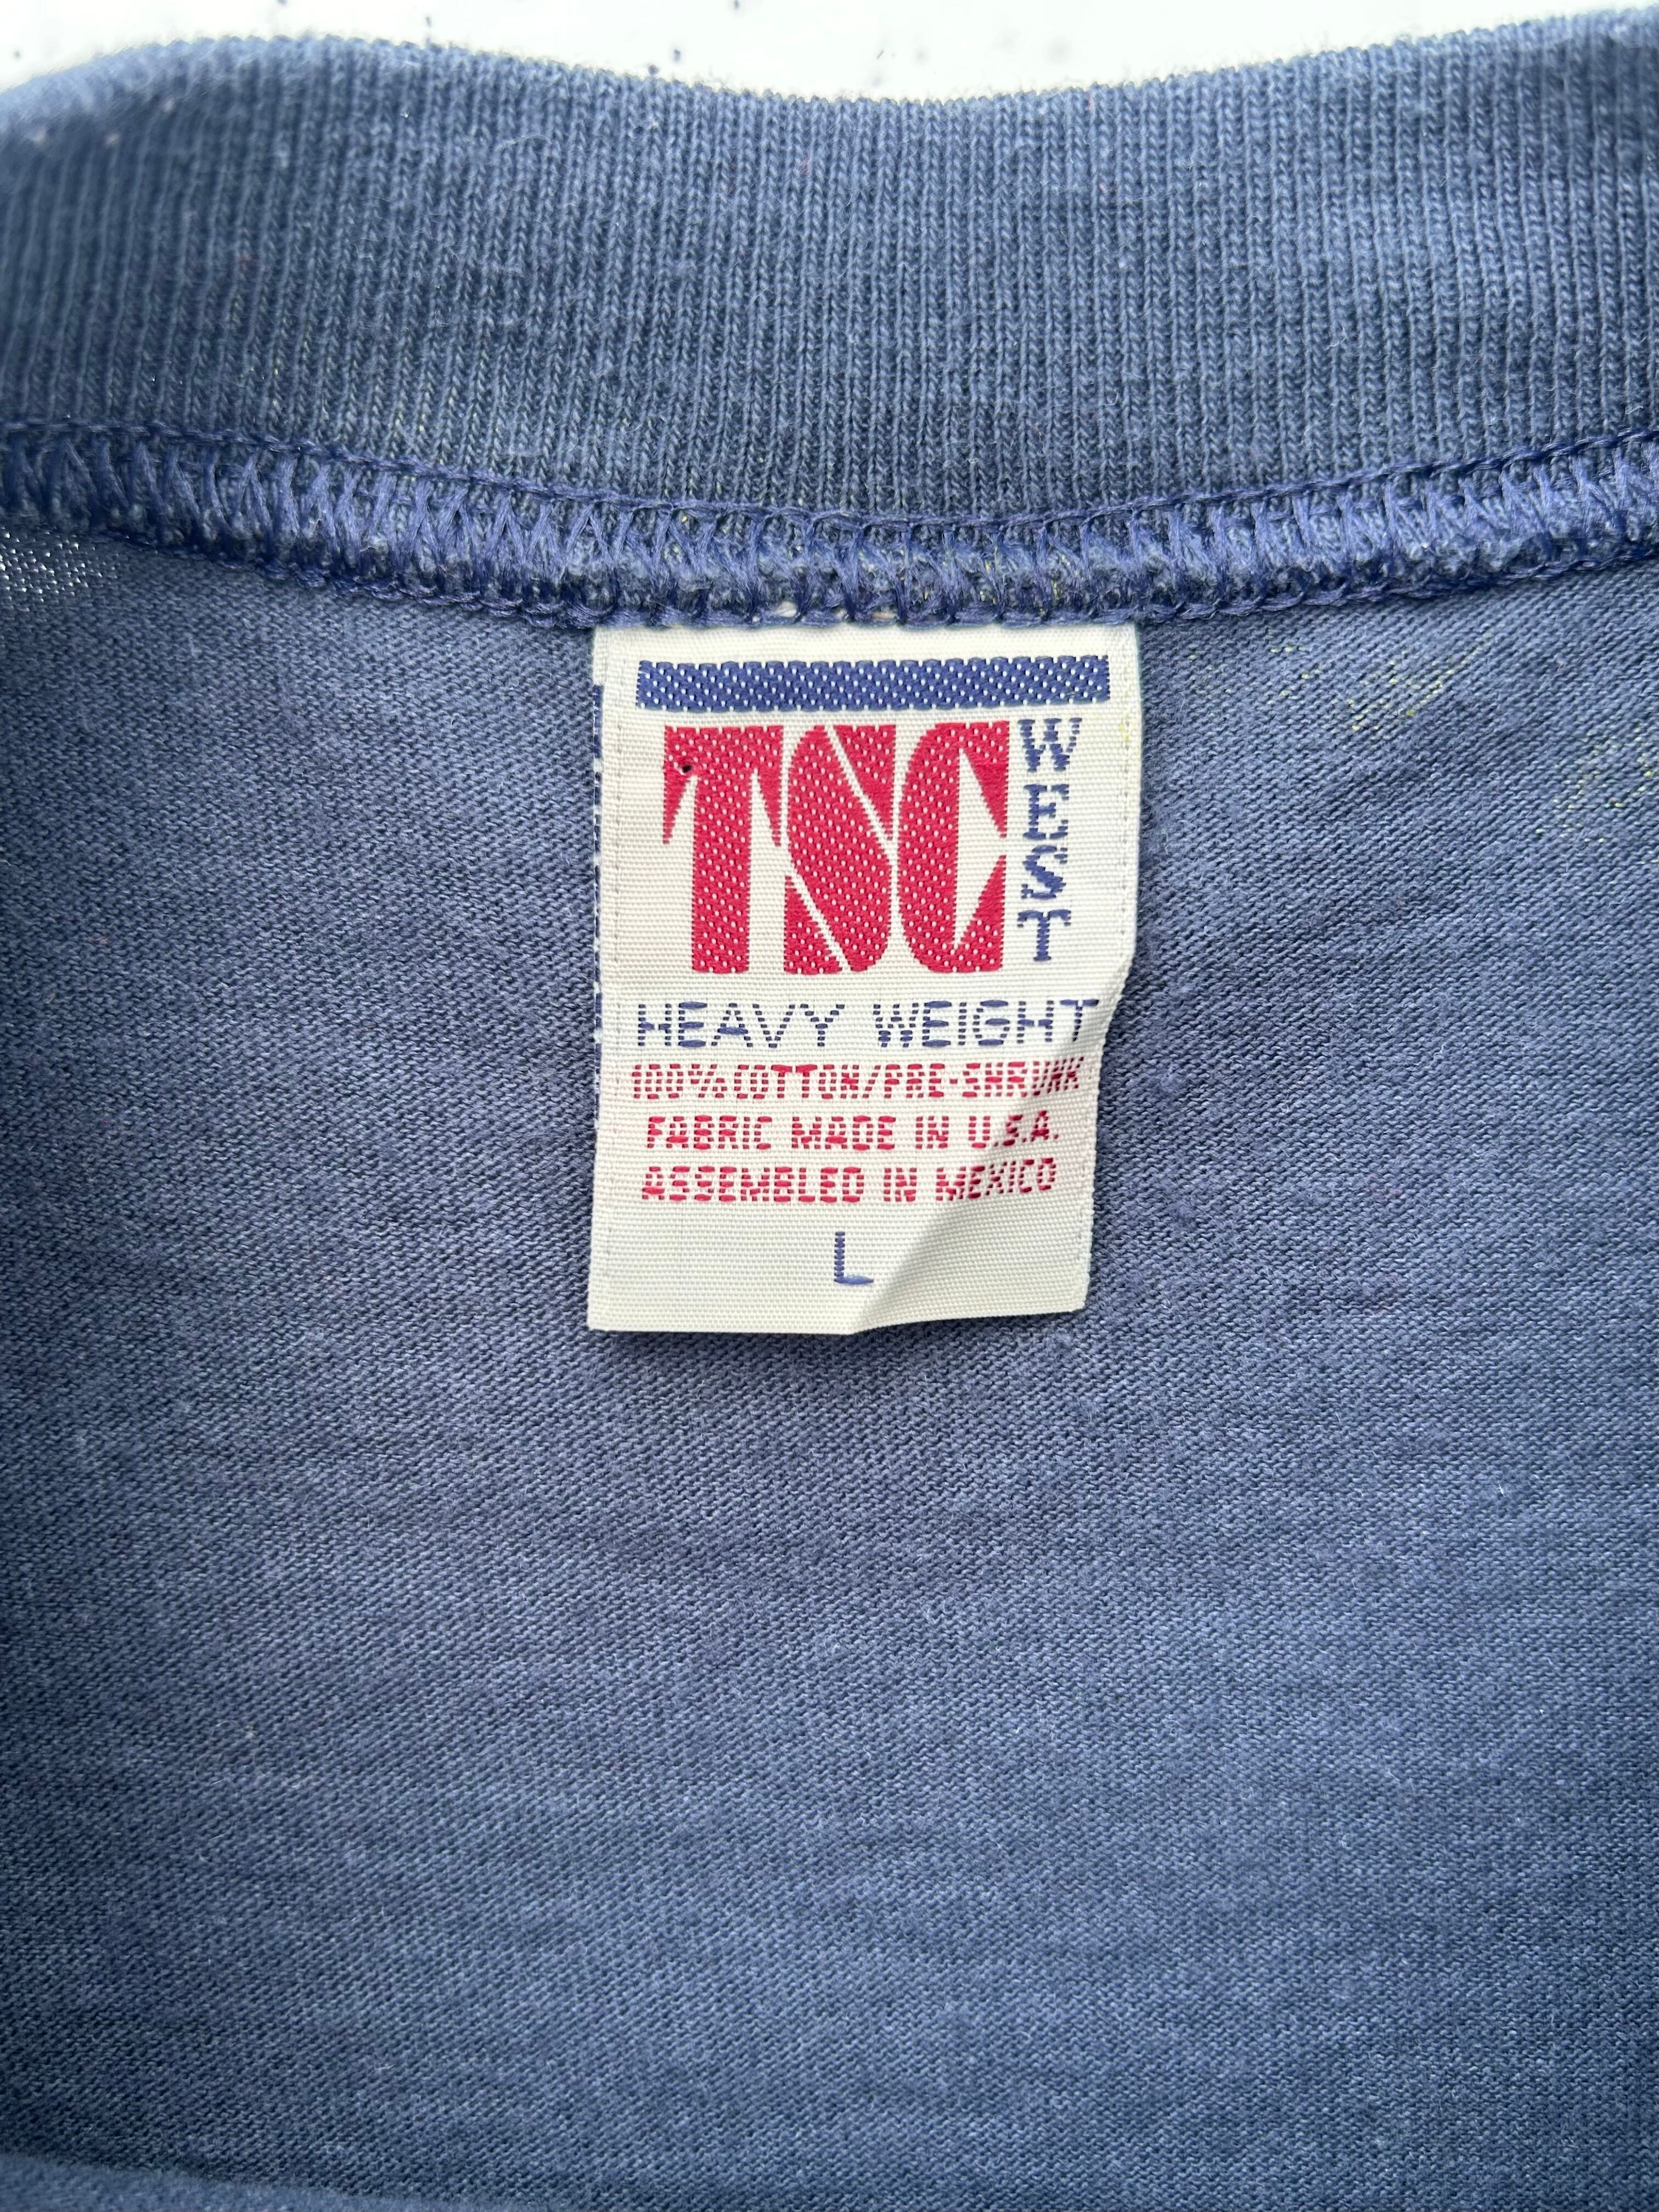 TSC WEST
HEAVY WEIGHT
100% COTTON/PRE-SHRUNK
FABRIC MADE IN U.S.A.
ASSEMBLED IN MEXICO
L